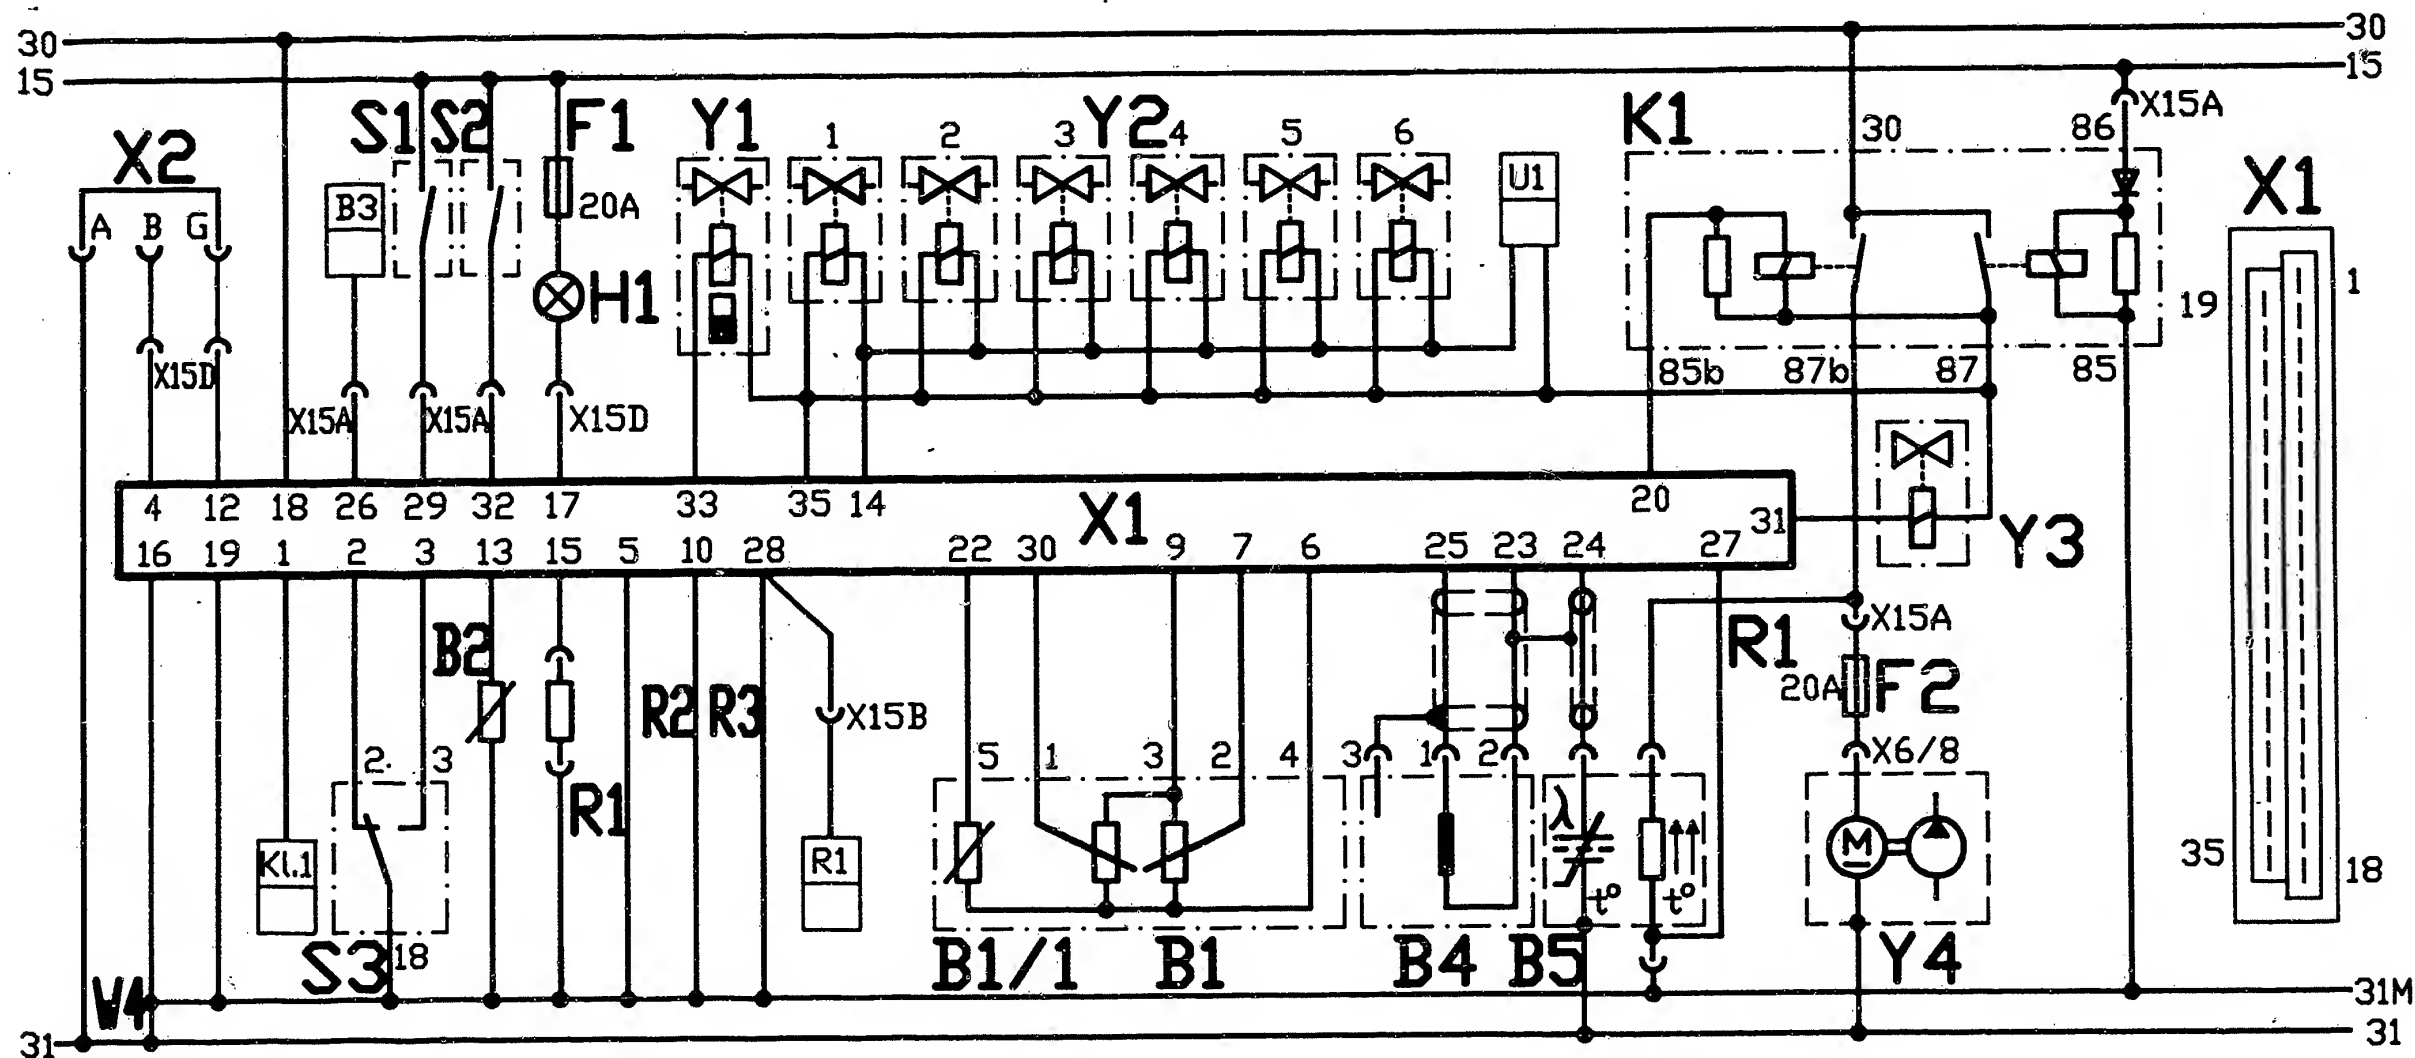 30 30
15 15
X2 S1 S2 F1 Y1 1 2 3 Y2 4 5 6 K1 30 86 X15A
A B G B3 20A U1 X1
H1 19 1
X15D 85b 87b 87 85
X15A X15A X15D
4 12 18 26 29 32 17 33 35 14 X1 20 31
16 19 1 2 3 13 15 5 10 28 22 30 9 7 6 25 23 24 27 Y3
X15A
B2 R1
R2 R3 X15B 20A F2
2 3 5 1 3 2 4 3 1 2 X6/8
R1 λ M
Kl.1 R1 t° t° 35 18
S3 18 B1/1 B1 B4 B5 Y4
W4 31M
31 31